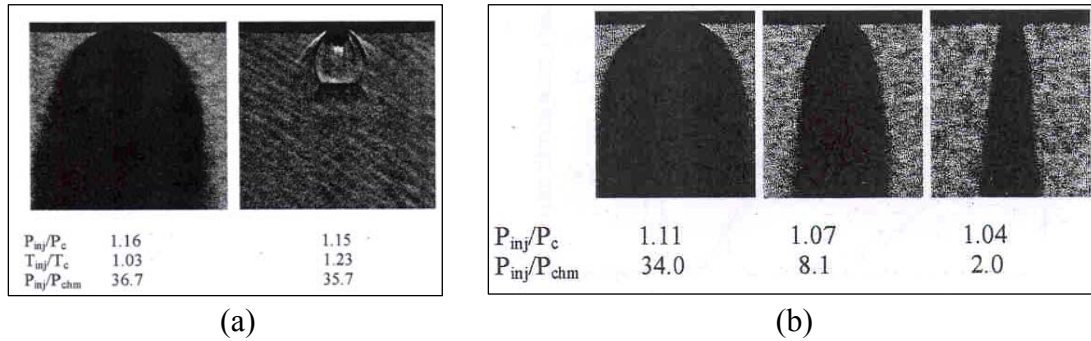 P_inj/P_c 1.16 1.15
T_inj/T_c 1.03 1.23
P_inj/P_chm 36.7 35.7
(a)
P_inj/P_c 1.11 1.07 1.04
P_inj/P_chm 34.0 8.1 2.0
(b)